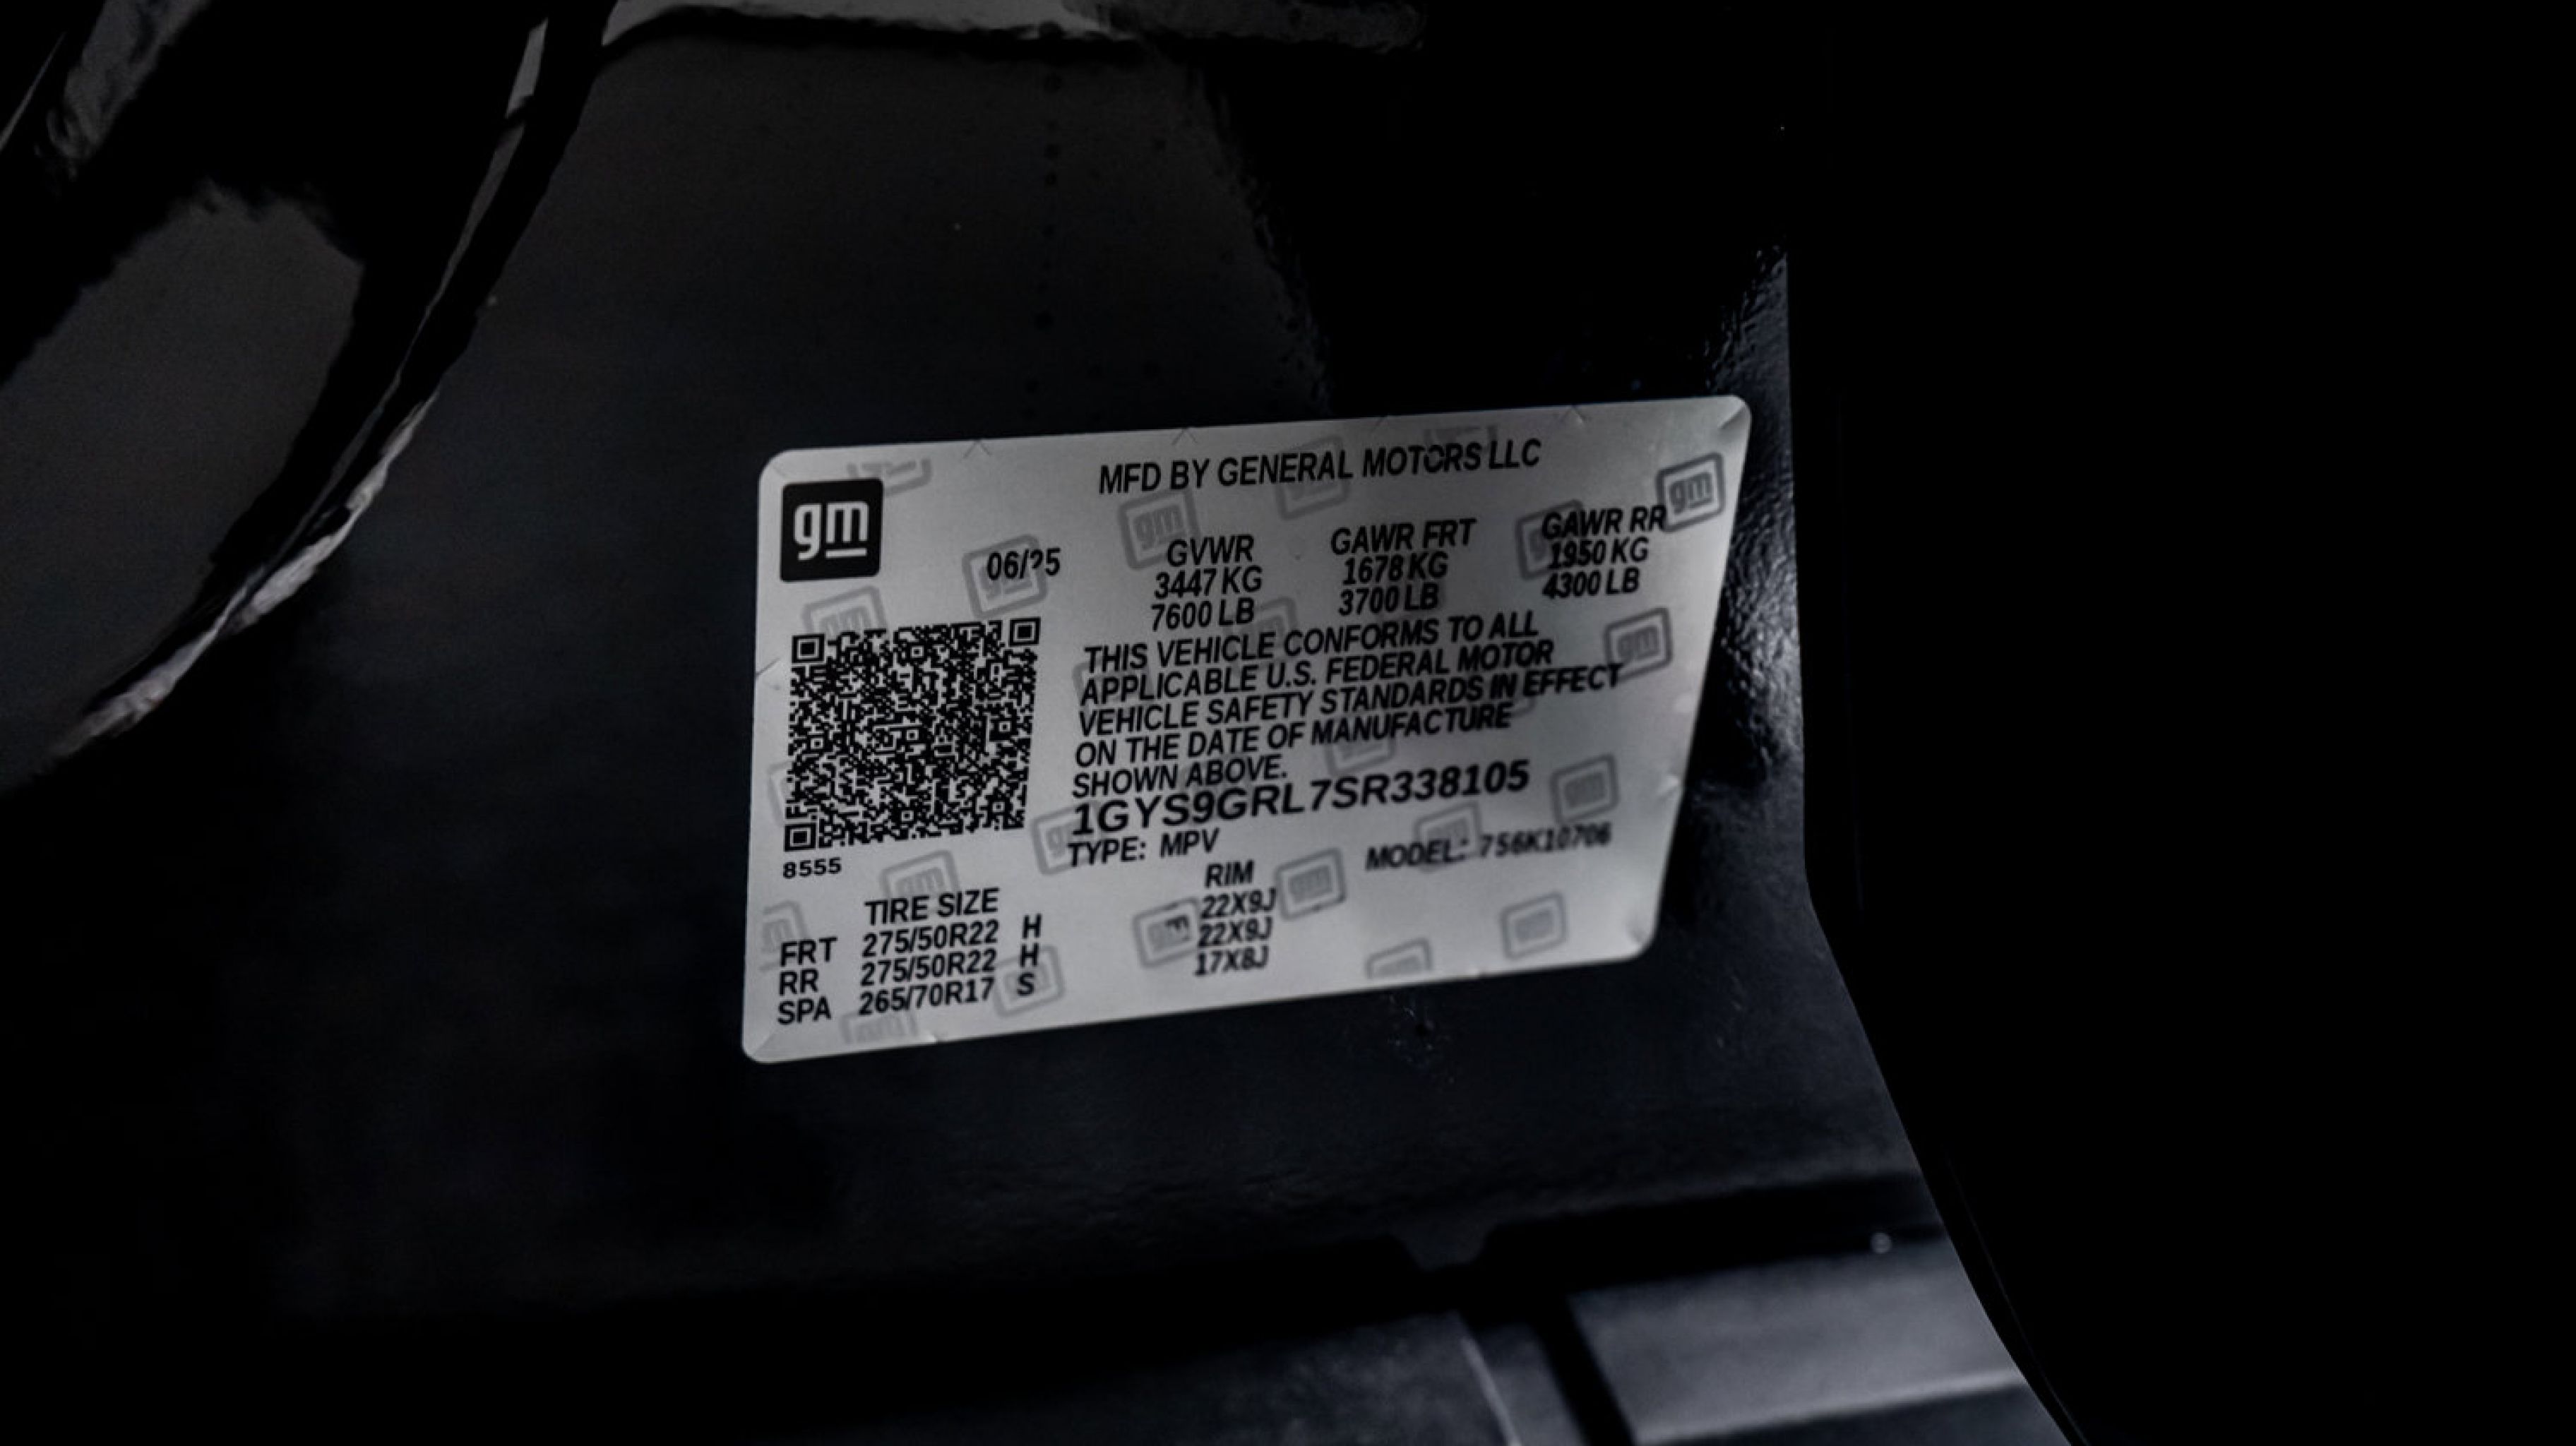 gm
MFD BY GENERAL MOTORS LLC
06/25
GVWR GAWR FRT GAWR RR
3447 KG 1678 KG 1950 KG
7600 LB 3700 LB 4300 LB
THIS VEHICLE CONFORMS TO ALL
APPLICABLE U.S. FEDERAL MOTOR
VEHICLE SAFETY STANDARDS IN EFFECT
ON THE DATE OF MANUFACTURE
SHOWN ABOVE.
1GYS9GRL7SR338105
TYPE: MPV MODEL: 756K10706
8555
TIRE SIZE RIM
FRT 275/50R22 H 22X9J
RR 275/50R22 H 22X9J
SPA 265/70R17 S 17X8J